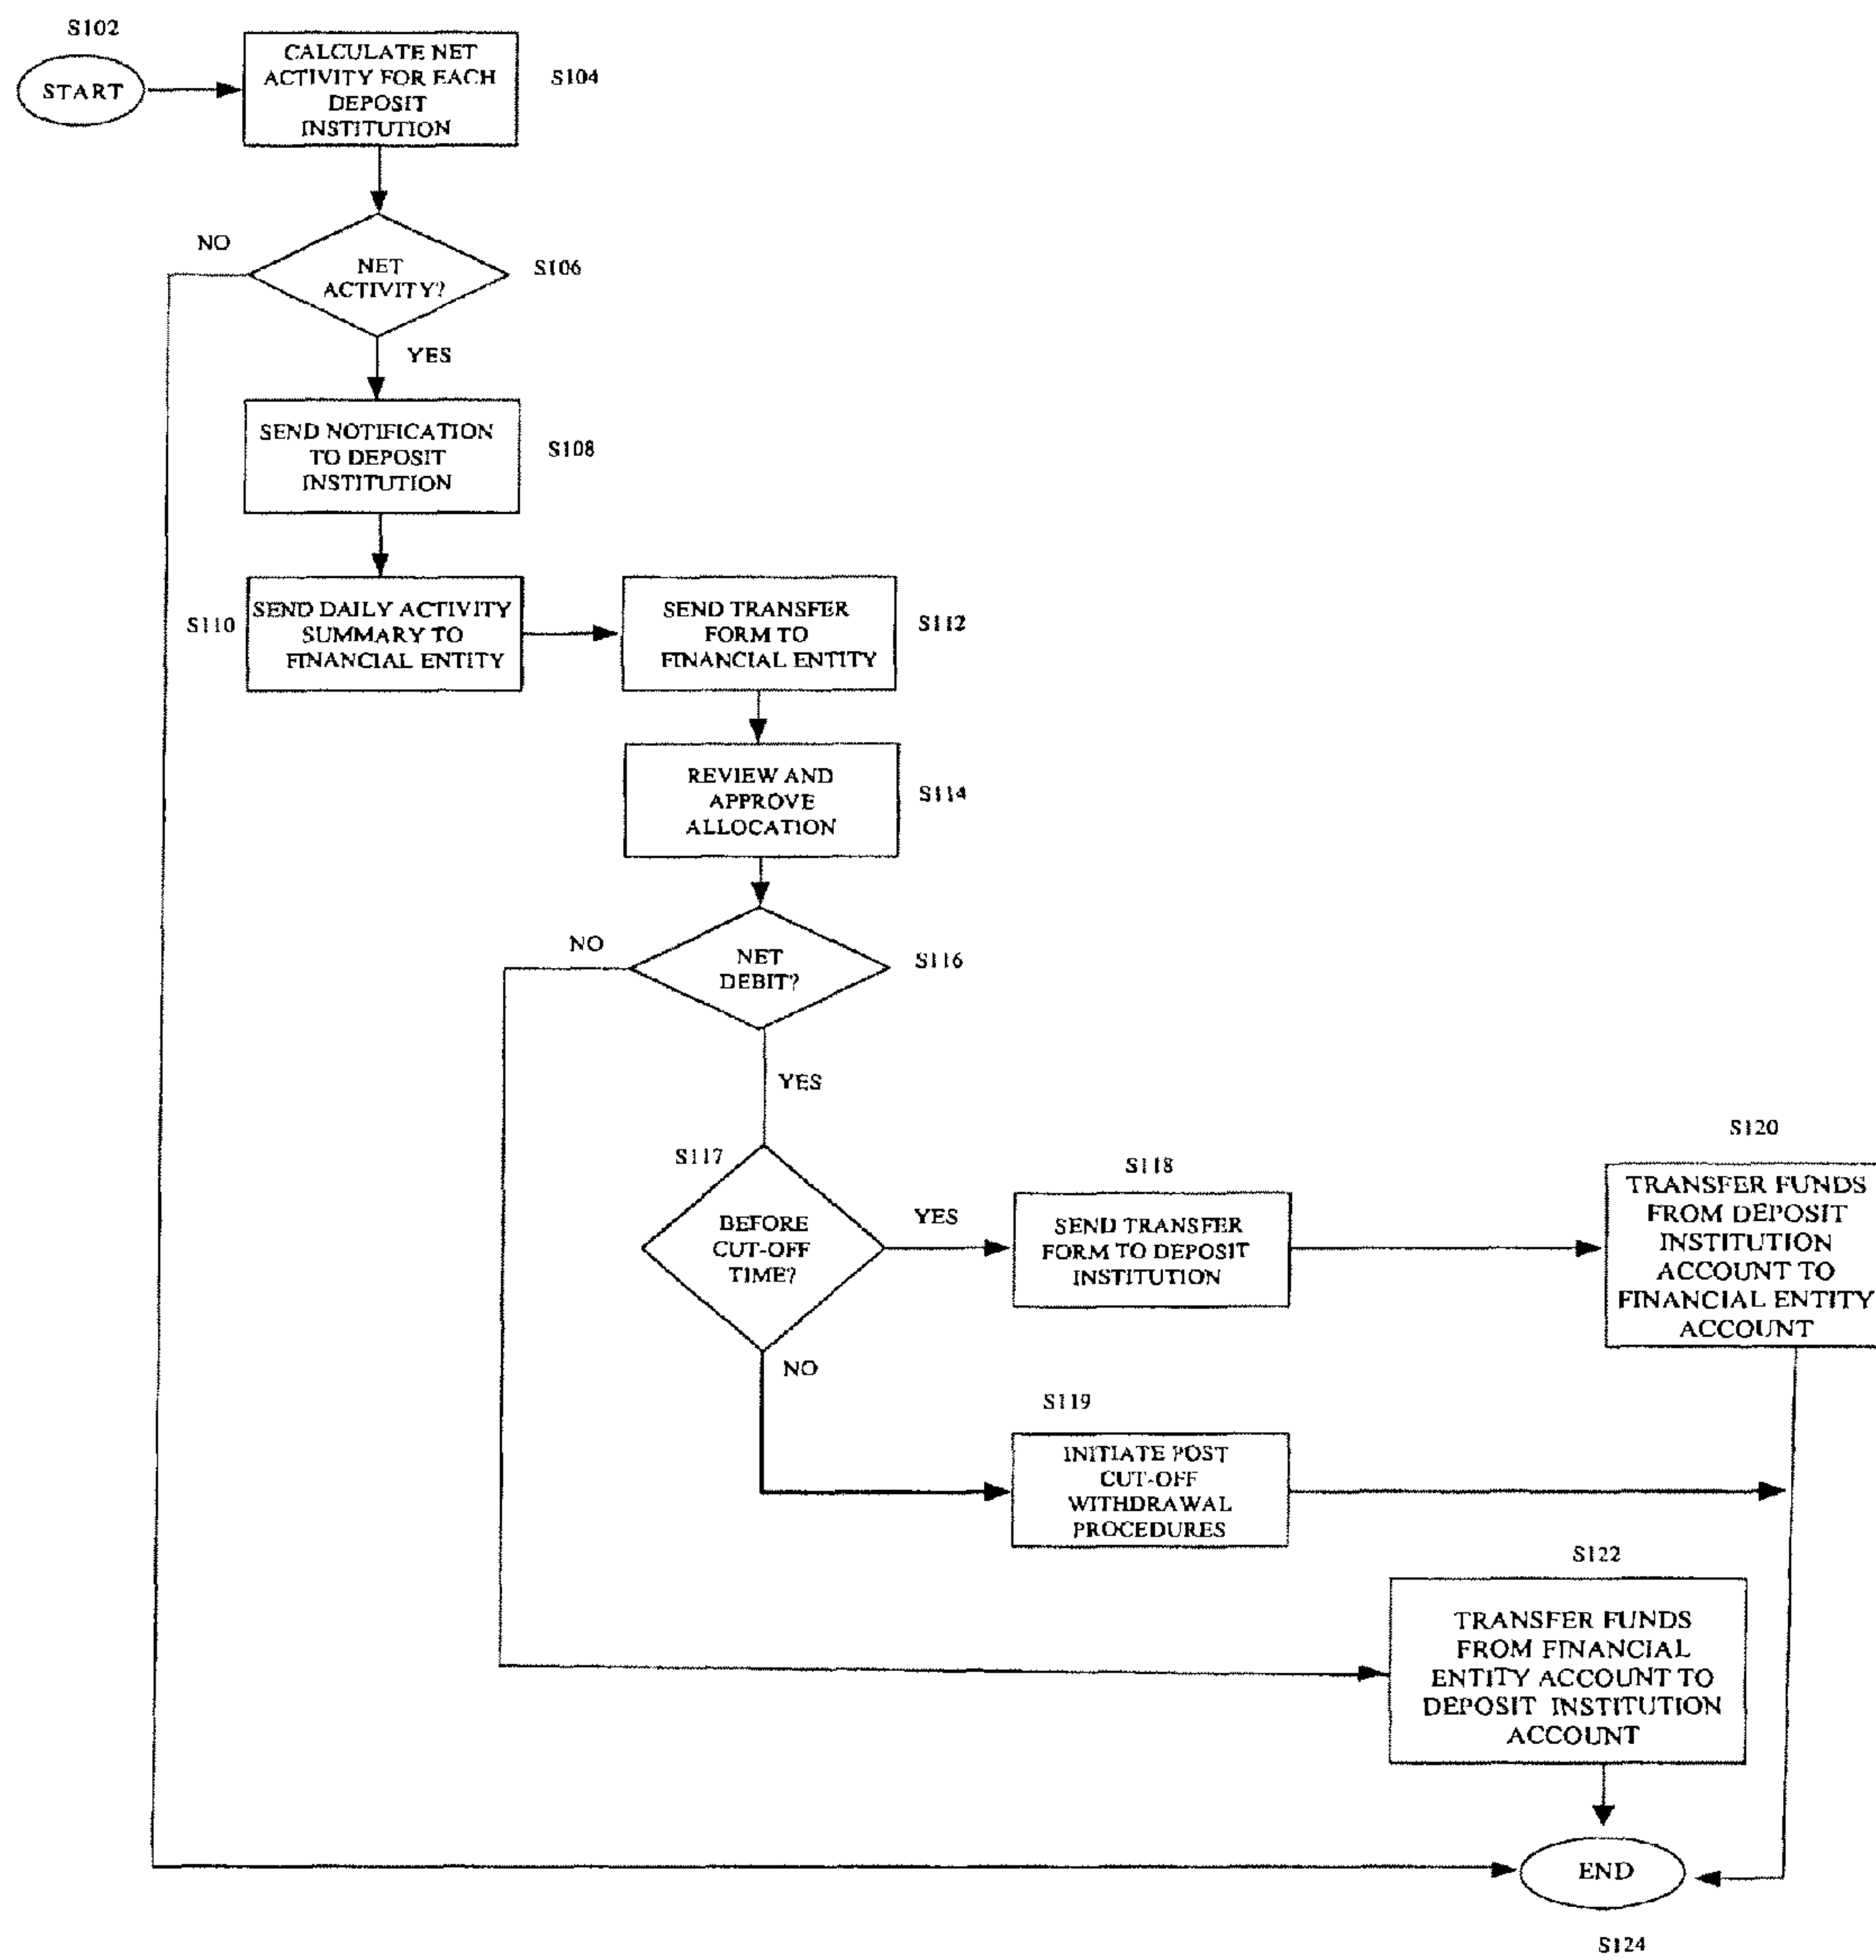 S102
START
CALCULATE NET
ACTIVITY FOR EACH
DEPOSIT
INSTITUTION
S104
NO
NET
ACTIVITY?
S106
YES
SEND NOTIFICATION
TO DEPOSIT
INSTITUTION
S108
S110
SEND DAILY ACTIVITY
SUMMARY TO
FINANCIAL ENTITY
SEND TRANSFER
FORM TO
FINANCIAL ENTITY
S112
REVIEW AND
APPROVE
ALLOCATION
S114
NO
NET
DEBIT?
S116
YES
S117
BEFORE
CUT-OFF
TIME?
YES
S118
SEND TRANSFER
FORM TO DEPOSIT
INSTITUTION
S120
TRANSFER FUNDS
FROM DEPOSIT
INSTITUTION
ACCOUNT TO
FINANCIAL ENTITY
ACCOUNT
NO
S119
INITIATE POST
CUT-OFF
WITHDRAWAL
PROCEDURES
S122
TRANSFER FUNDS
FROM FINANCIAL
ENTITY ACCOUNT TO
DEPOSIT INSTITUTION
ACCOUNT
END
S124